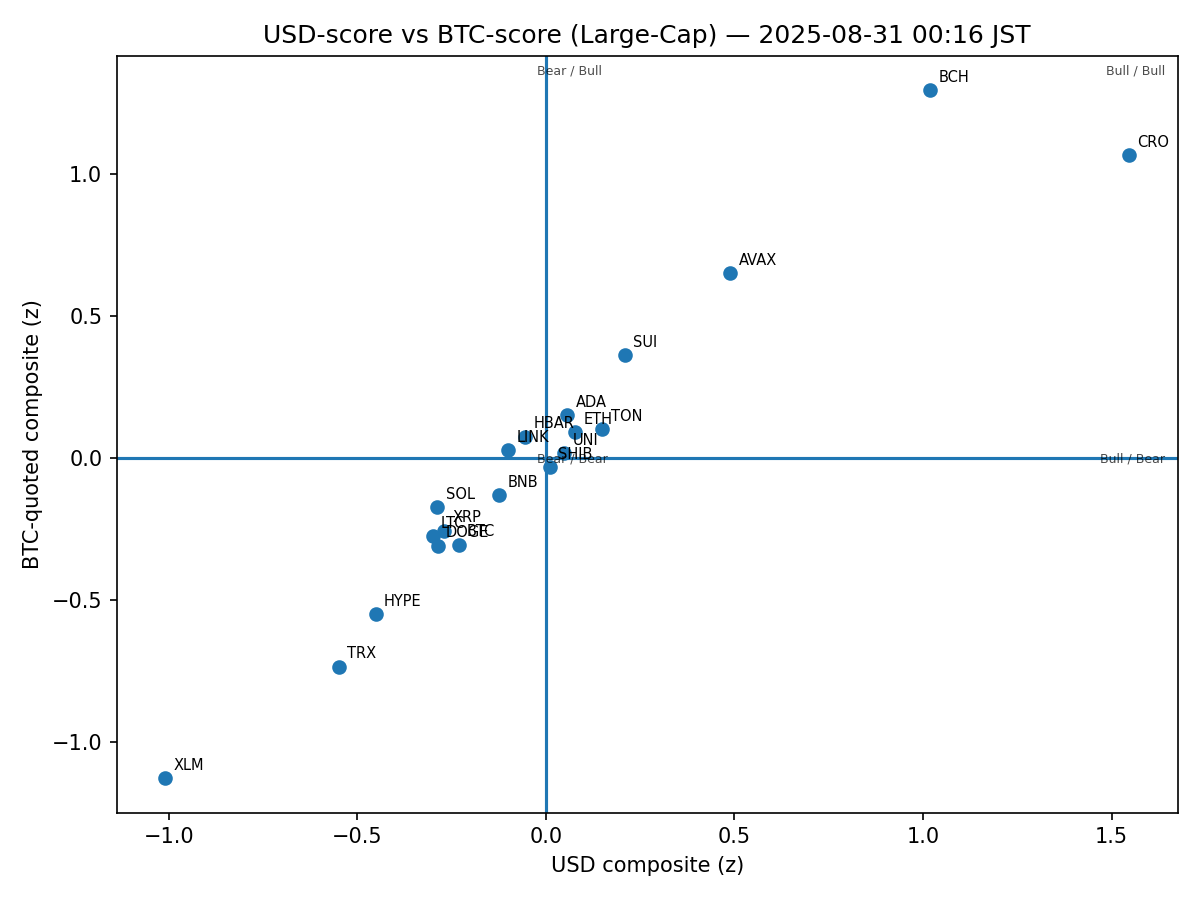 USD-score vs BTC-score (Large-Cap) — 2025-08-31 00:16 JST
Bear / Bull
Bull / Bull
BCH
CRO
AVAX
SUI
ADA
TON
ETH
HBAR
LINK
UNI
SHIB
Bear / Bear
Bull / Bear
BNB
SOL
XRP
LTC
BTC
DOGE
HYPE
TRX
XLM
1.0
0.5
0.0
−0.5
−1.0
BTC-quoted composite (z)
−1.0
−0.5
0.0
0.5
1.0
1.5
USD composite (z)